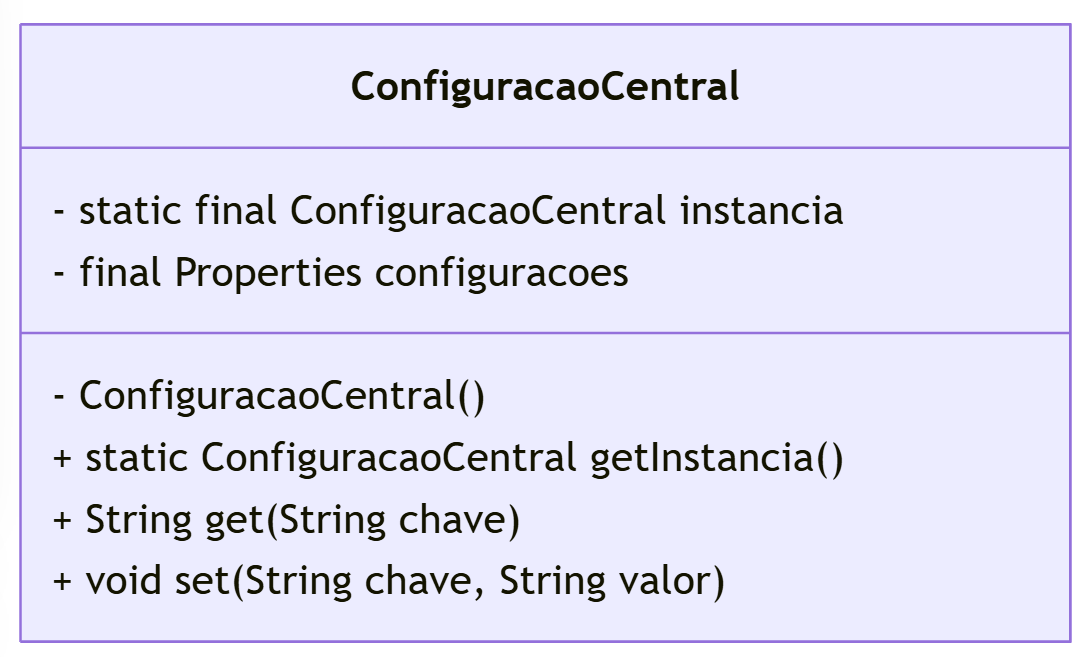 ConfiguracaoCentral
- static final ConfiguracaoCentral instancia
- final Properties configuracoes
- ConfiguracaoCentral()
+ static ConfiguracaoCentral getInstancia()
+ String get(String chave)
+ void set(String chave, String valor)